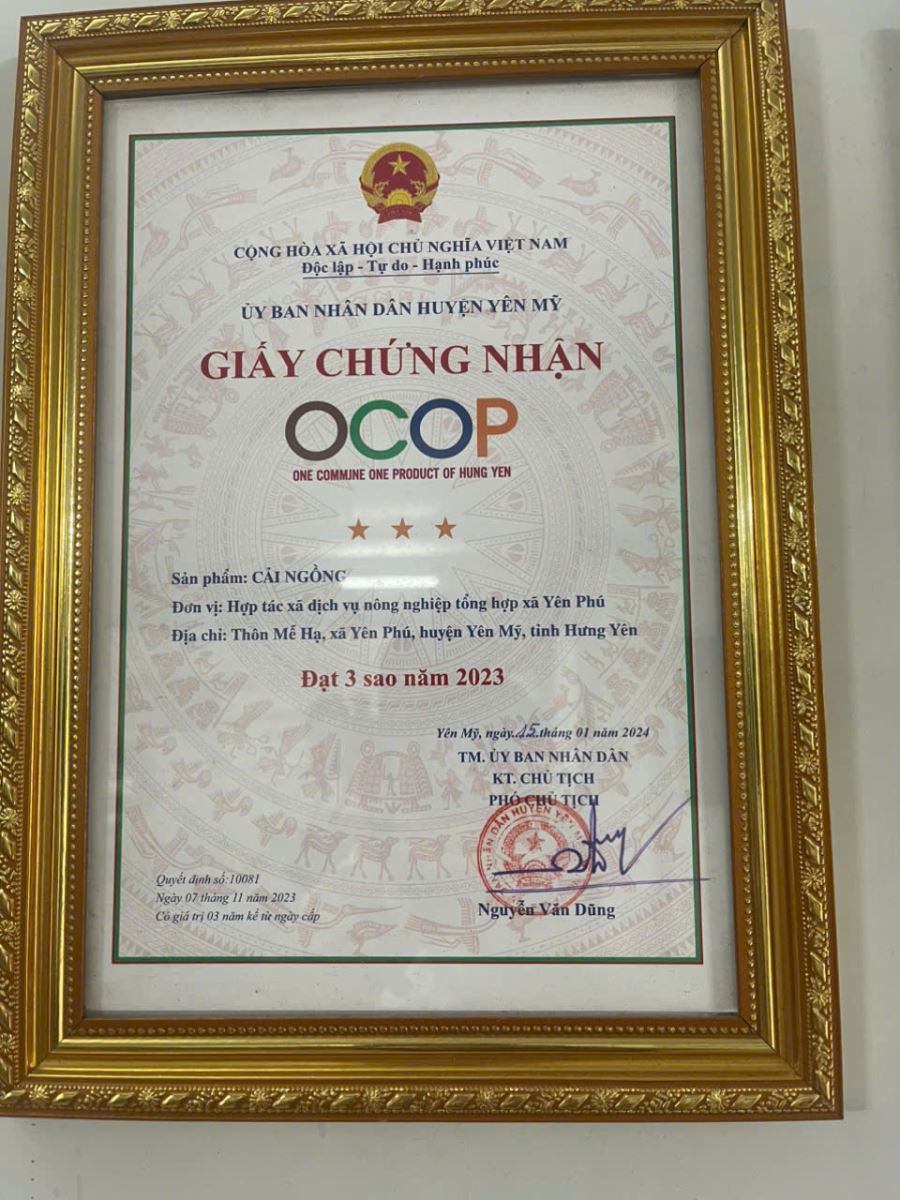 CỘNG HÒA XÃ HỘI CHỦ NGHĨA VIỆT NAM
Độc lập - Tự do - Hạnh phúc
ỦY BAN NHÂN DÂN HUYỆN YÊN MỸ
GIẤY CHỨNG NHẬN
OCOP
ONE COMMJNE ONE PRODUCT OF HUNG YEN
Sản phẩm: CẢI NGỒNG
Đơn vị: Hợp tác xã dịch vụ nông nghiệp tổng hợp xã Yên Phú
Địa chỉ: Thôn Mễ Hạ, xã Yên Phú, huyện Yên Mỹ, tỉnh Hưng Yên
Đạt 3 sao năm 2023
Yên Mỹ, ngày..15.tháng 01 năm 2024
TM. ỦY BAN NHÂN DÂN
KT. CHỦ TỊCH
PHÓ CHỦ TỊCH
Nguyễn Văn Dũng
Quyết định số:10081
Ngày 07 tháng 11 năm 2023
Có giá trị 03 năm kể từ ngày cấp